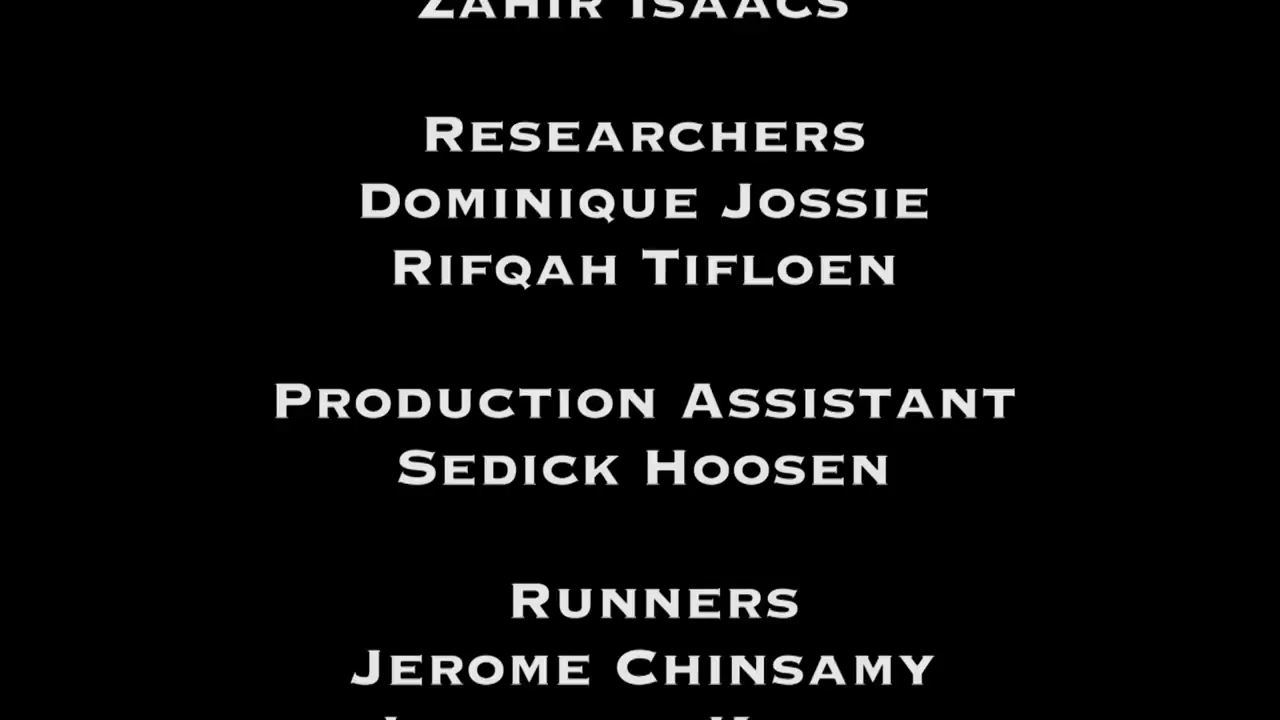 Zahir Isaacs
Researchers
Dominique Jossie
Rifqah Tifloen
Production Assistant
Sedick Hoosen
Runners
Jerome Chinsamy